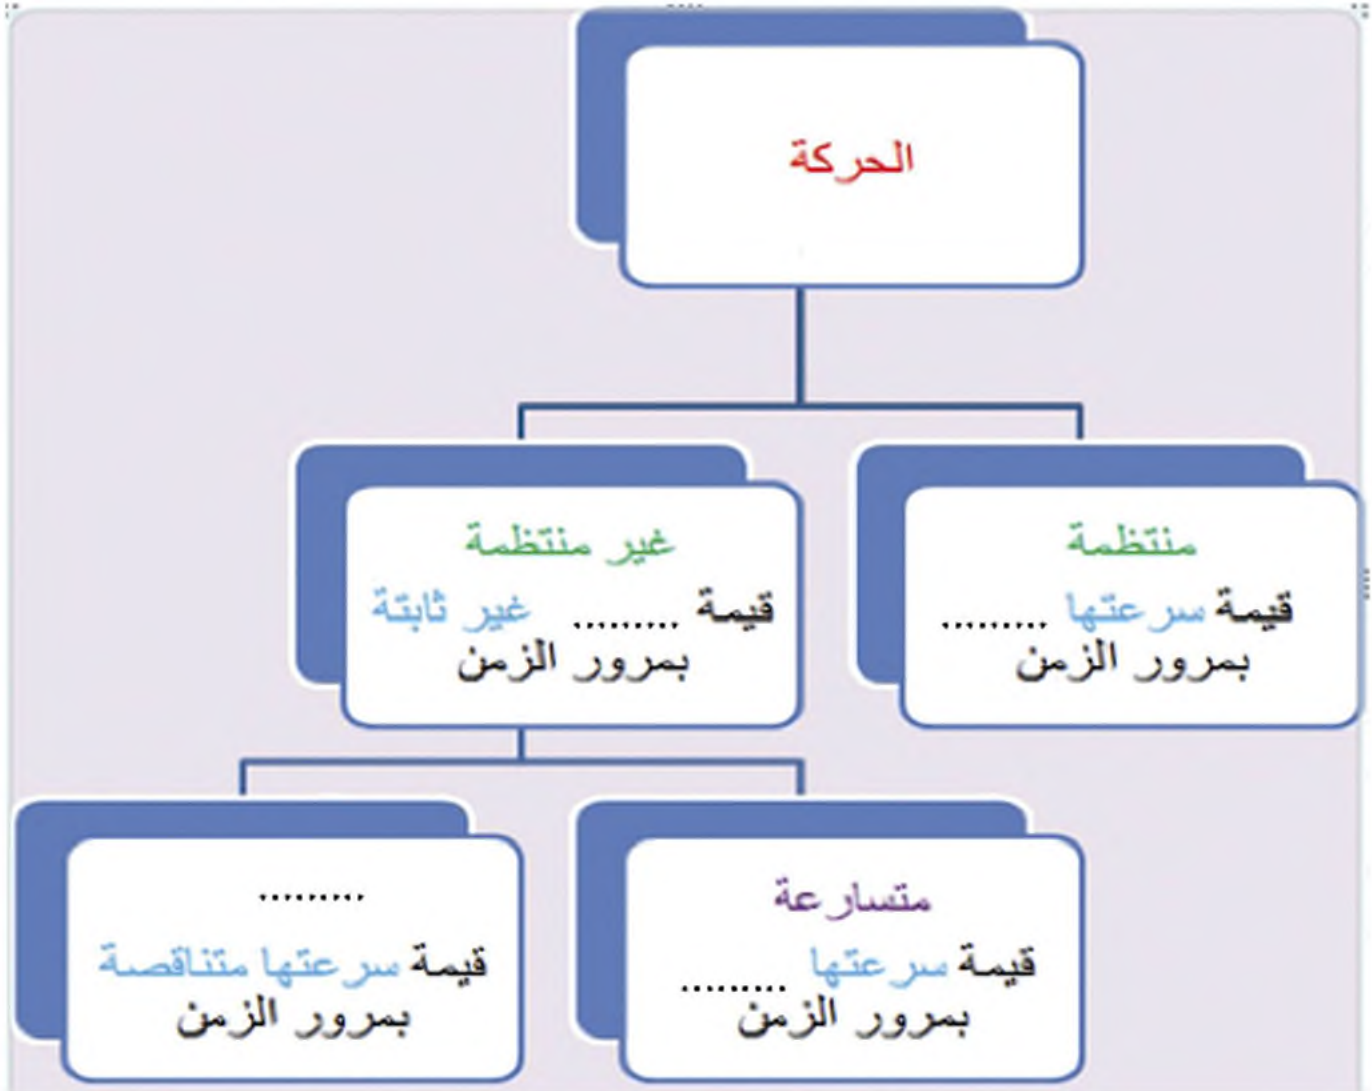 الحركة
منتظمة
قيمة سرعتها .........
بمرور الزمن
غير منتظمة
قيمة ......... غير ثابتة
بمرور الزمن
متسارعة
قيمة سرعتها .........
بمرور الزمن
.........
قيمة سرعتها متناقصة
بمرور الزمن